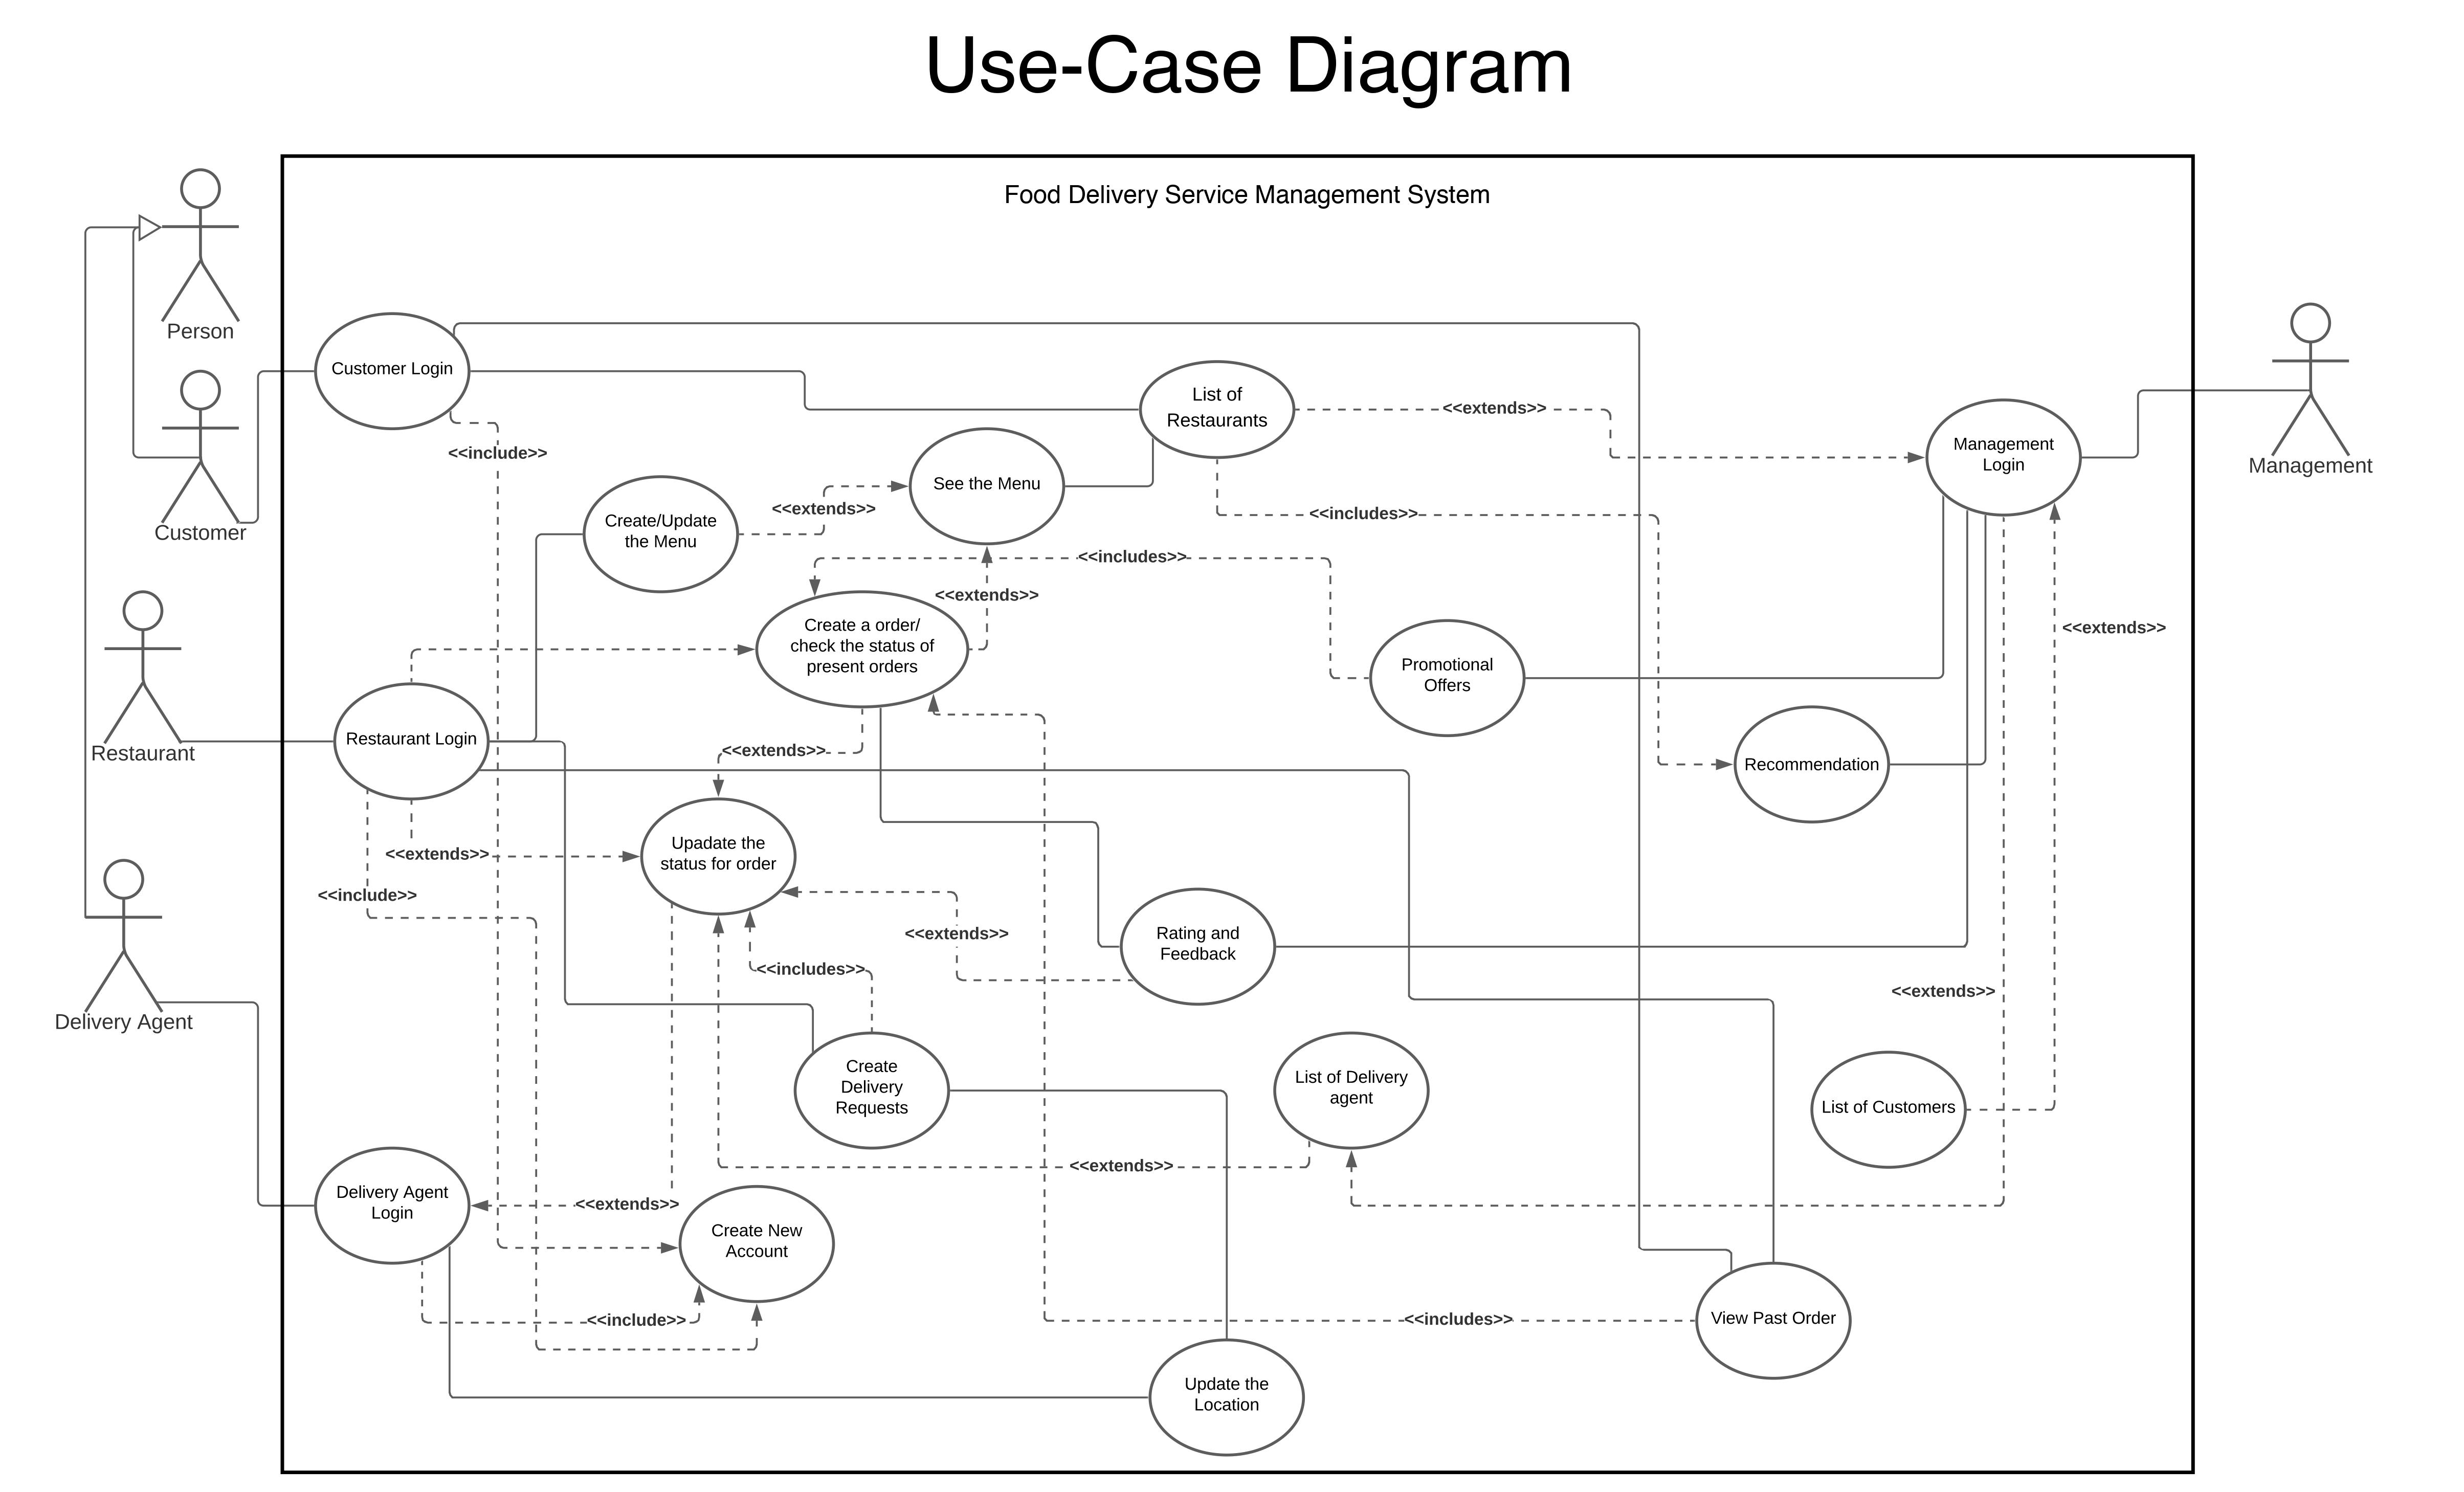 Use-Case Diagram
Food Delivery Service Management System
Person
Customer Login
List of
Restaurants
<<extends>>
Management
Login
Management
<<include>>
See the Menu
<<extends>>
<<includes>>
Create/Update
the Menu
Customer
<<includes>>
<<extends>>
Create a order/
check the status of
present orders
<<extends>>
Promotional
Offers
Restaurant
Restaurant Login
<<extends>>
Recommendation
Upadate the
status for order
<<extends>>
<<include>>
<<extends>>
Rating and
Feedback
<<includes>>
<<extends>>
Delivery Agent
Create
Delivery
Requests
List of Delivery
agent
List of Customers
<<extends>>
Delivery Agent
Login
<<extends>>
Create New
Account
<<include>>
<<includes>>
View Past Order
Update the
Location